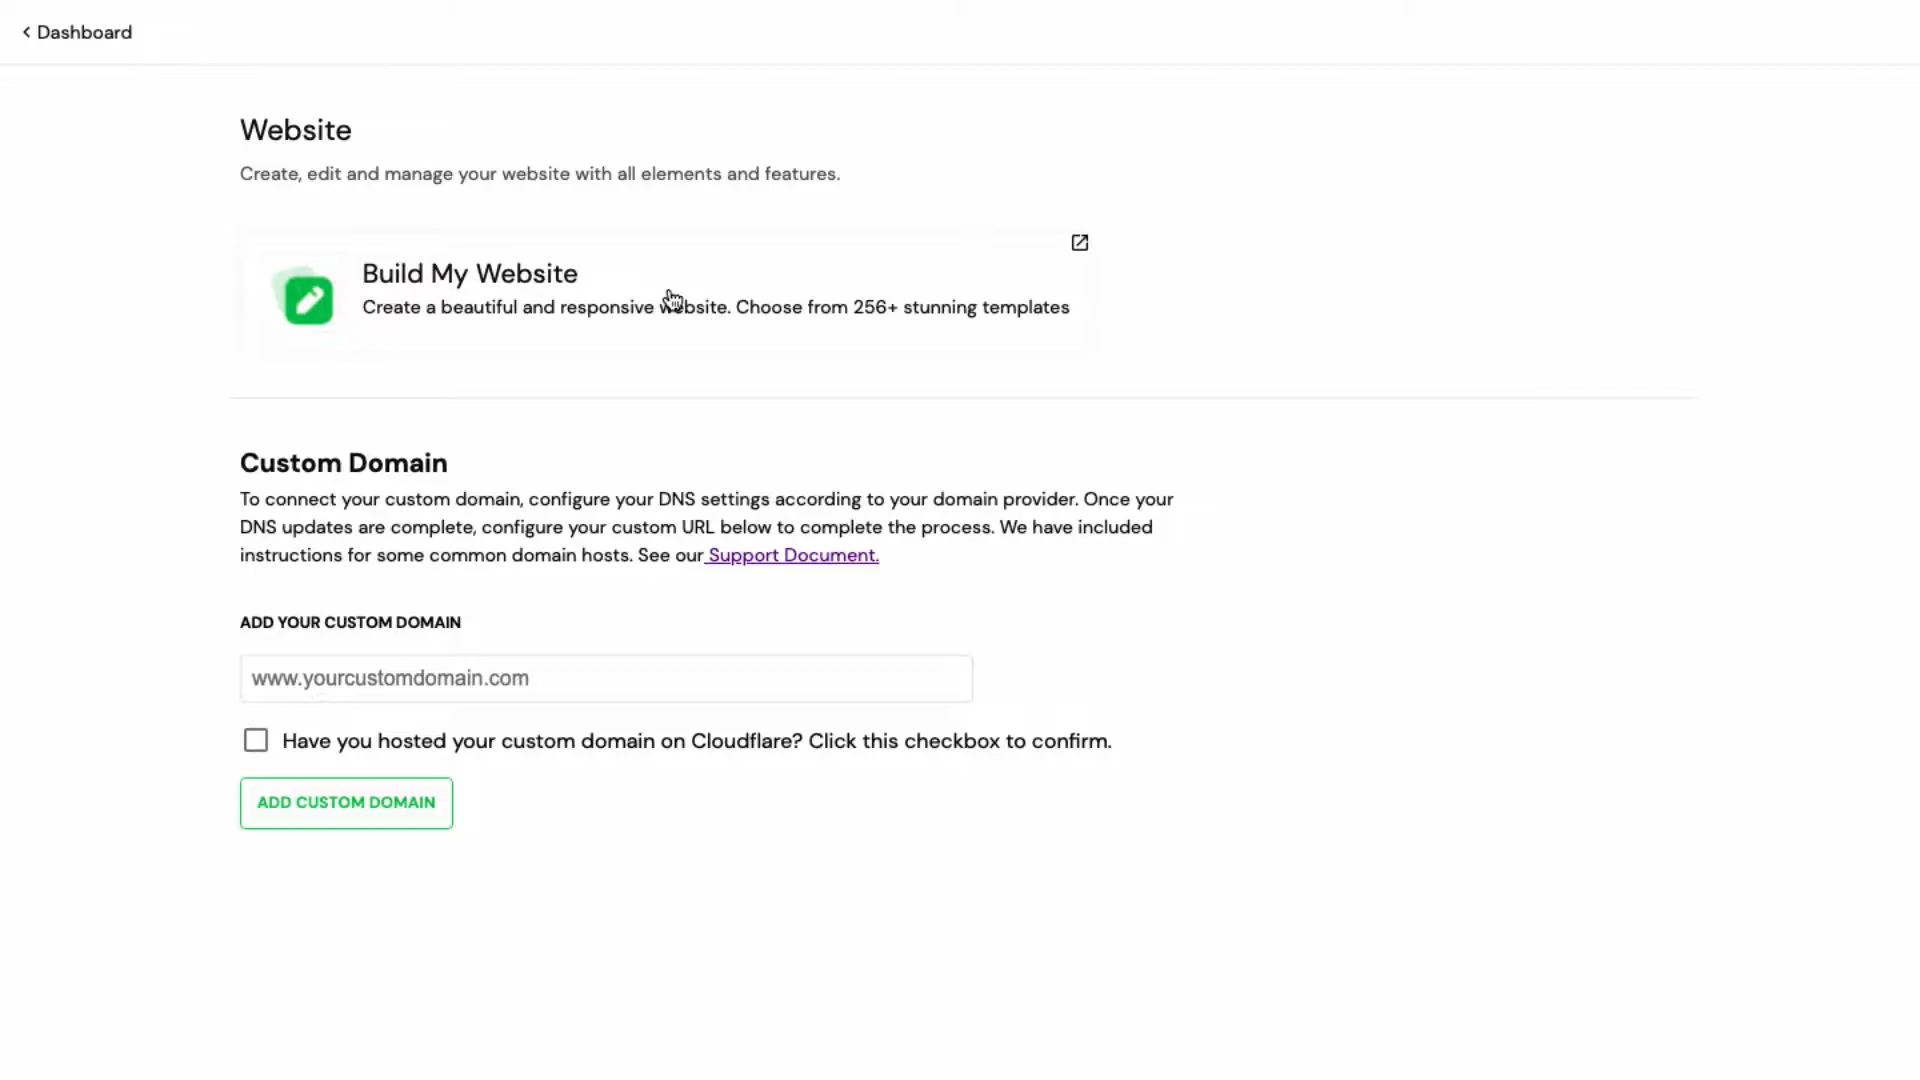 Dashboard
Website
Create, edit and manage your website with all elements and features.
Build My Website
Create a beautiful and responsive website. Choose from 256+ stunning templates
Custom Domain
To connect your custom domain, configure your DNS settings according to your domain provider. Once your
DNS updates are complete, configure your custom URL below to complete the process. We have included
instructions for some common domain hosts. See our Support Document.
ADD YOUR CUSTOM DOMAIN
www.yourcustomdomain.com
Have you hosted your custom domain on Cloudflare? Click this checkbox to confirm.
ADD CUSTOM DOMAIN